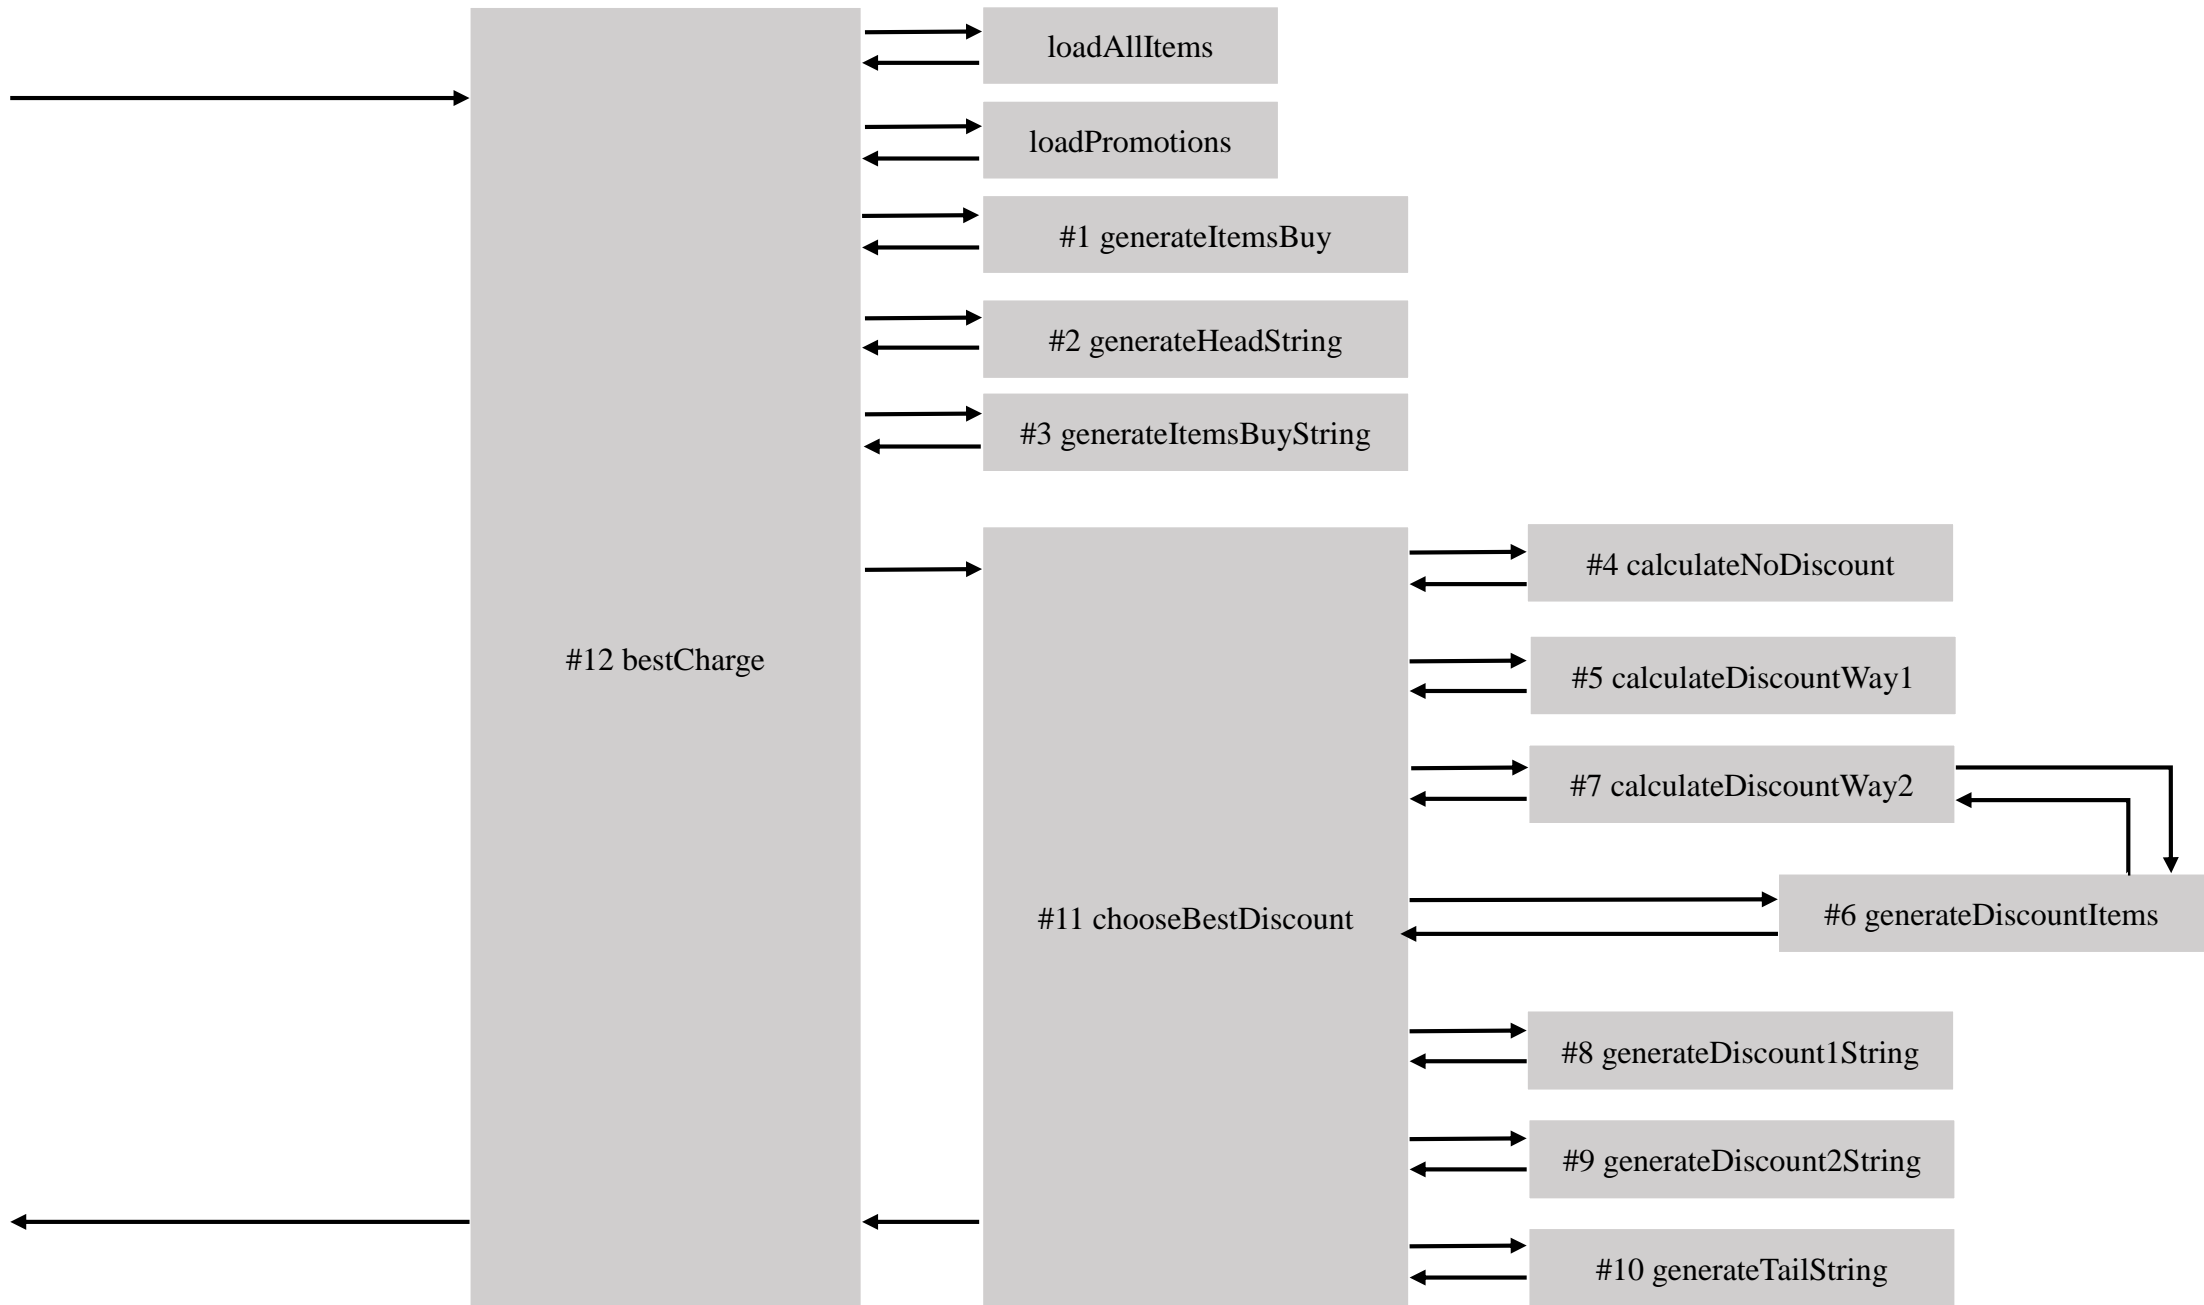 loadAllItems
loadPromotions
#1 generateItemsBuy
#2 generateHeadString
#3 generateItemsBuyString
#4 calculateNoDiscount
#12 bestCharge
#5 calculateDiscountWay1
#7 calculateDiscountWay2
#11 chooseBestDiscount
#6 generateDiscountItems
#8 generateDiscount1String
#9 generateDiscount2String
#10 generateTailString